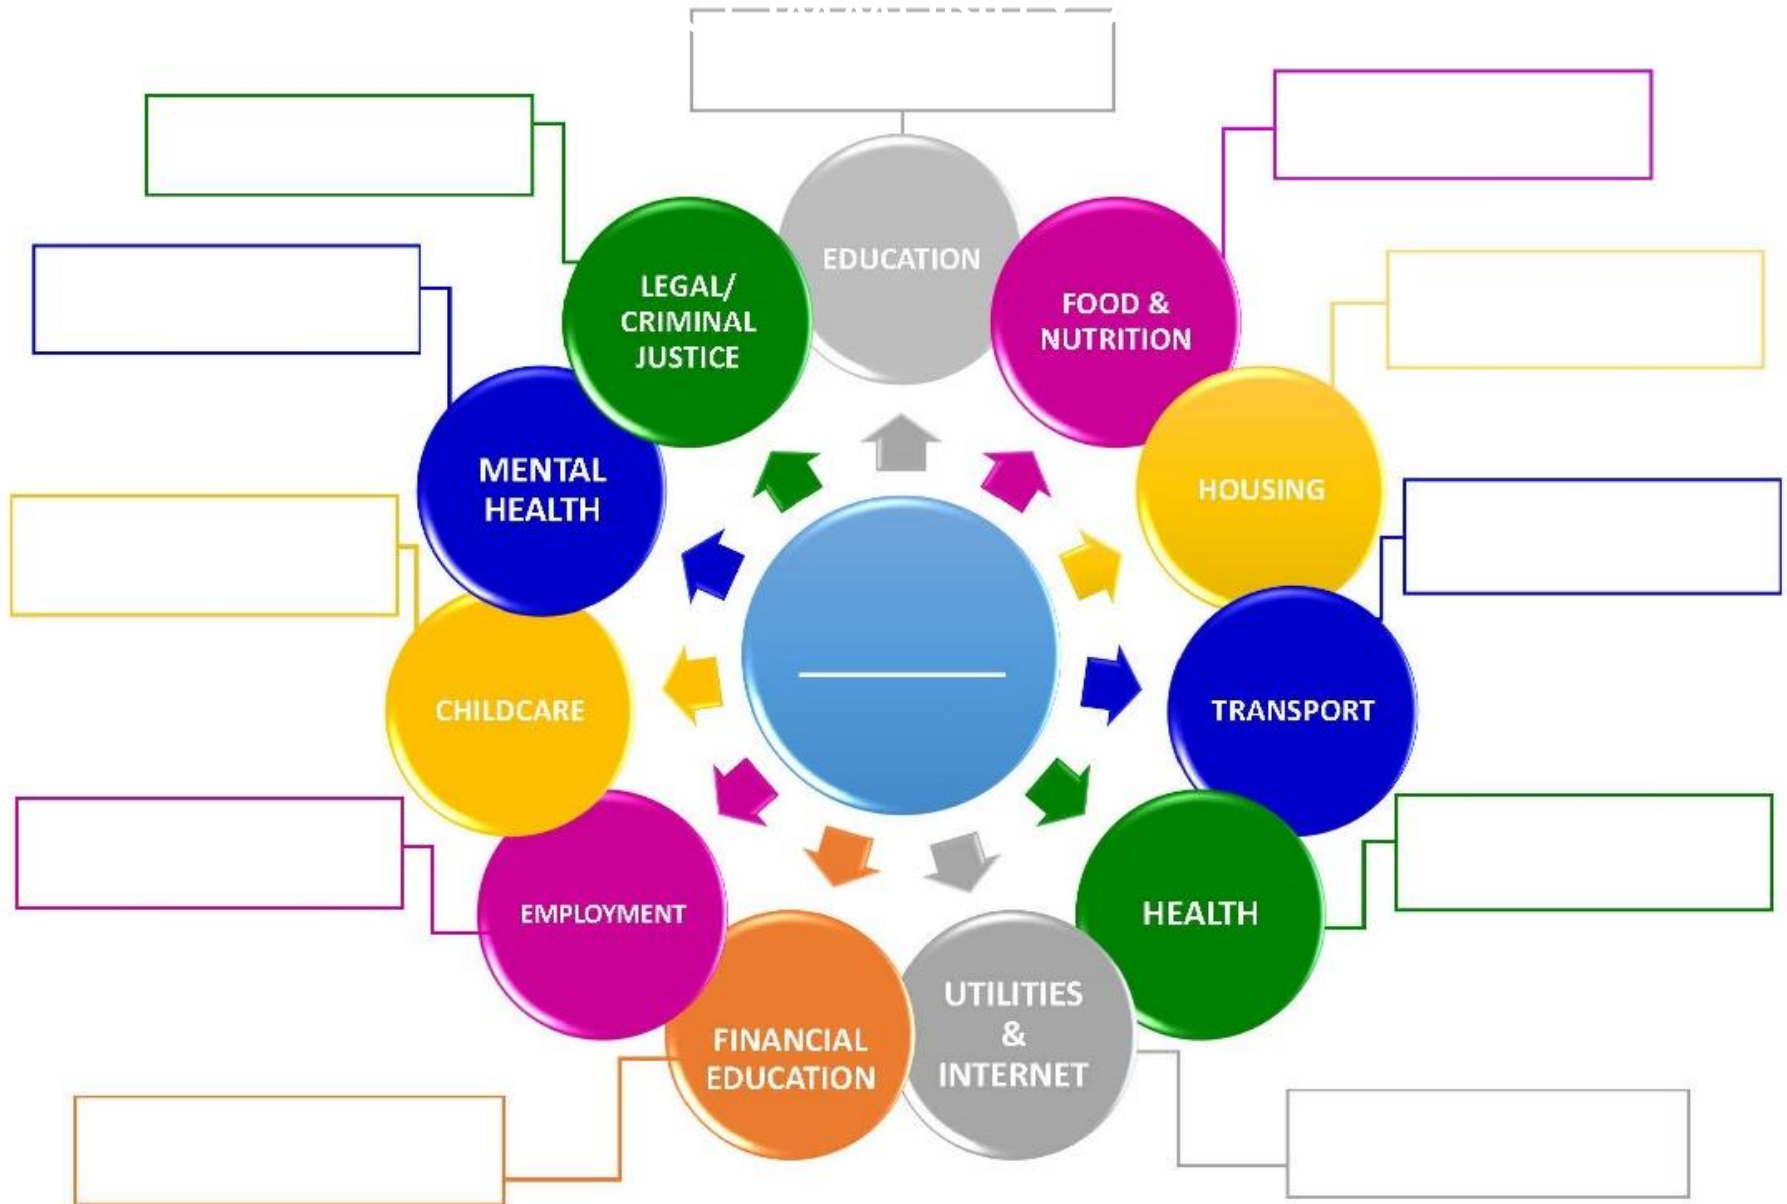 EDUCATION
FOOD &
NUTRITION
HOUSING
TRANSPORT
HEALTH
UTILITIES
&
INTERNET
FINANCIAL
EDUCATION
EMPLOYMENT
CHILDCARE
MENTAL
HEALTH
LEGAL/
CRIMINAL
JUSTICE